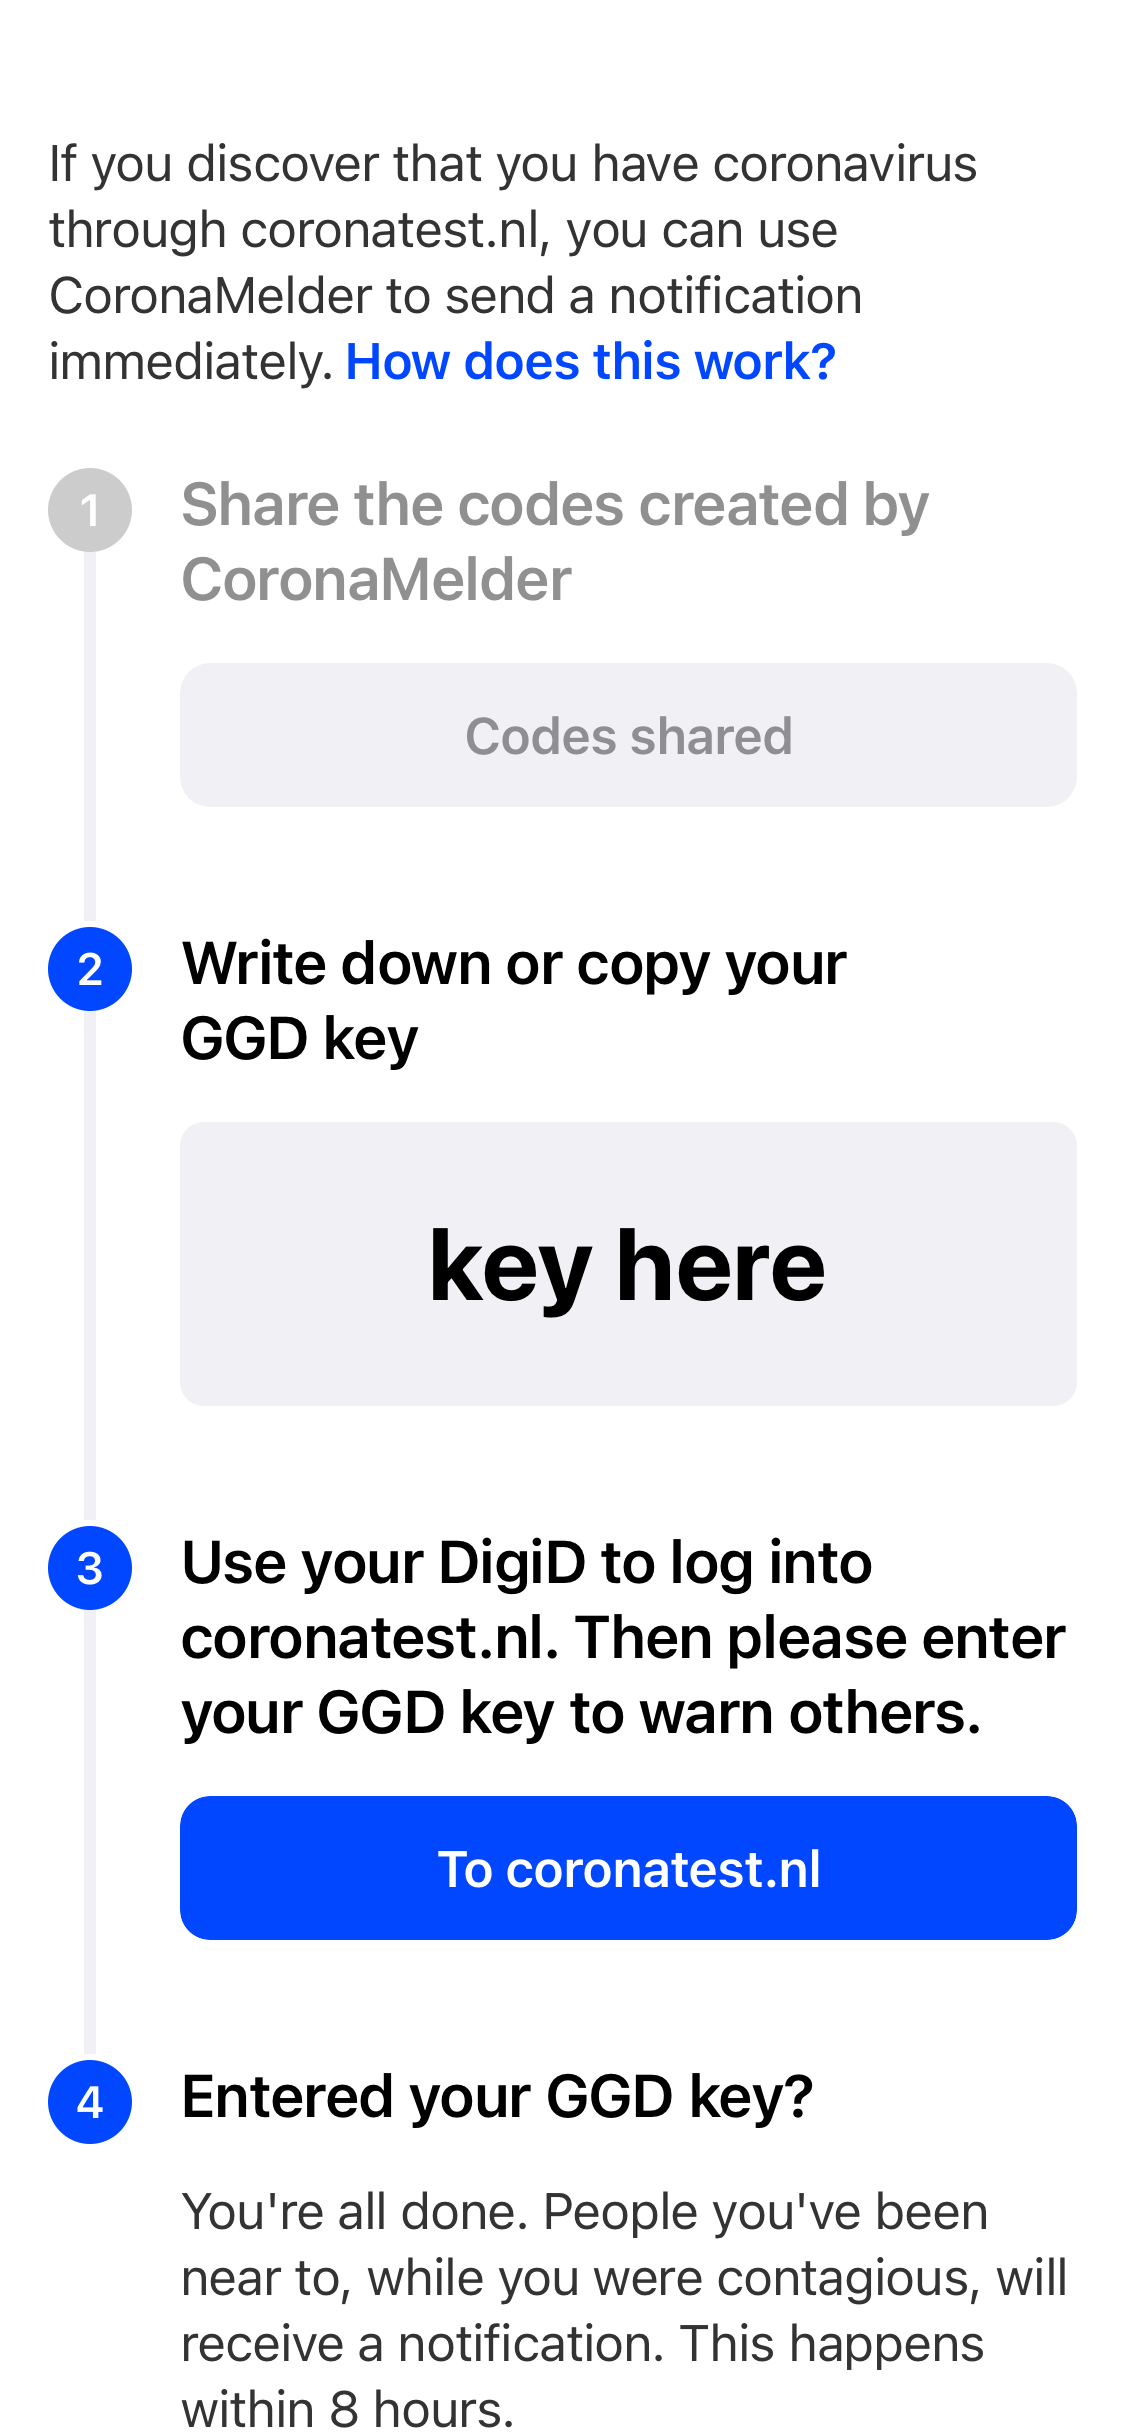 If you discover that you have coronavirus
through coronatest.nl, you can use
CoronaMelder to send a notification
immediately. How does this work?
1
Share the codes created by
CoronaMelder
Codes shared
2
Write down or copy your
GGD key
key here
3
Use your DigiD to log into
coronatest.nl. Then please enter
your GGD key to warn others.
To coronatest.nl
4
Entered your GGD key?
You're all done. People you've been
near to, while you were contagious, will
receive a notification. This happens
within 8 hours.